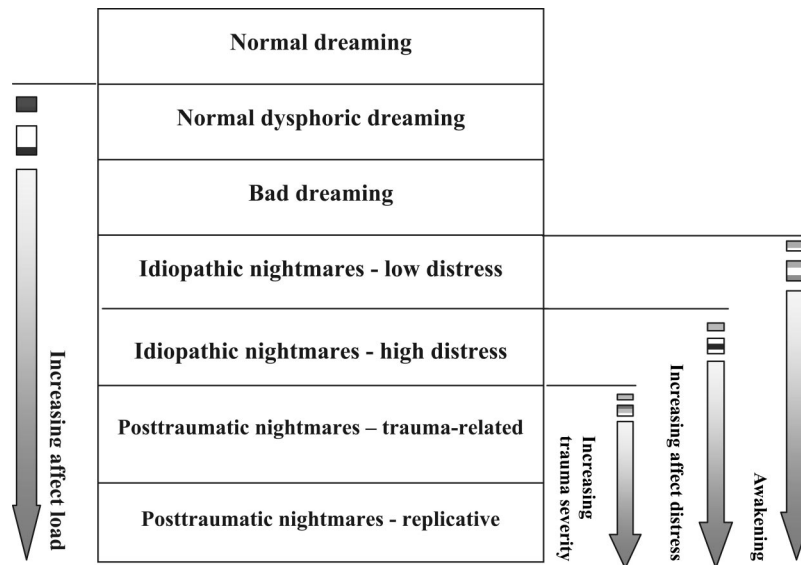 Normal dreaming
Normal dysphoric dreaming
Bad dreaming
Idiopathic nightmares - low distress
Idiopathic nightmares - high distress
Posttraumatic nightmares – trauma-related
Posttraumatic nightmares - replicative
Increasing affect load
Increasing
trauma severity
Increasing affect distress
Awakening